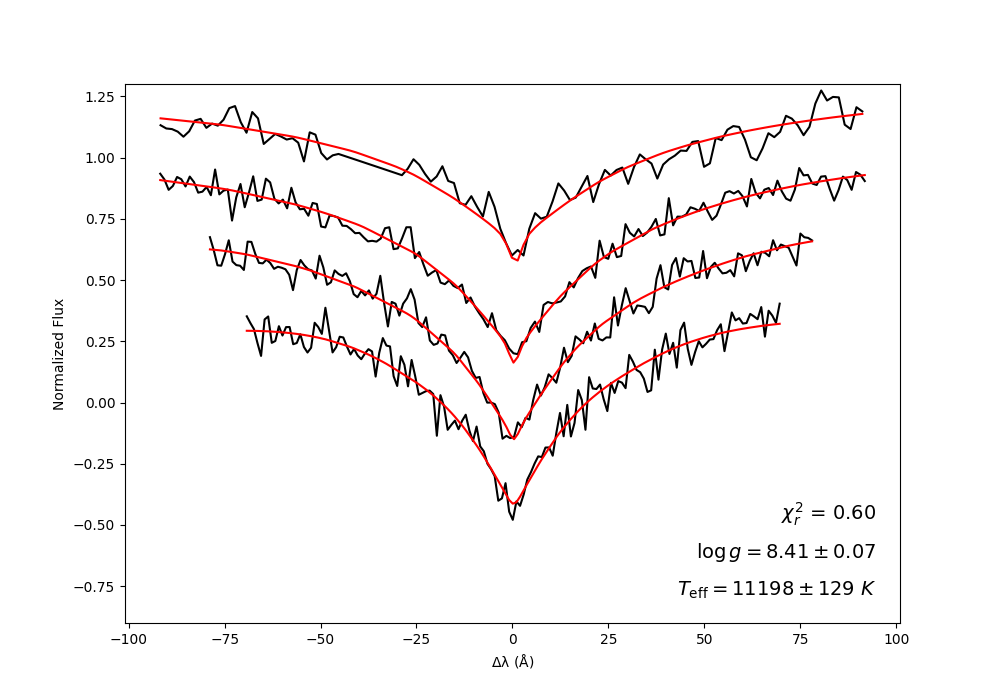 1.25
1.00
0.75
0.50
0.25
0.00
−0.25
−0.50
−0.75
Normalized Flux
χ²ᵣ = 0.60
log g = 8.41 ± 0.07
T_eff = 11198 ± 129 K
−100 −75 −50 −25 0 25 50 75 100
Δλ (Å)